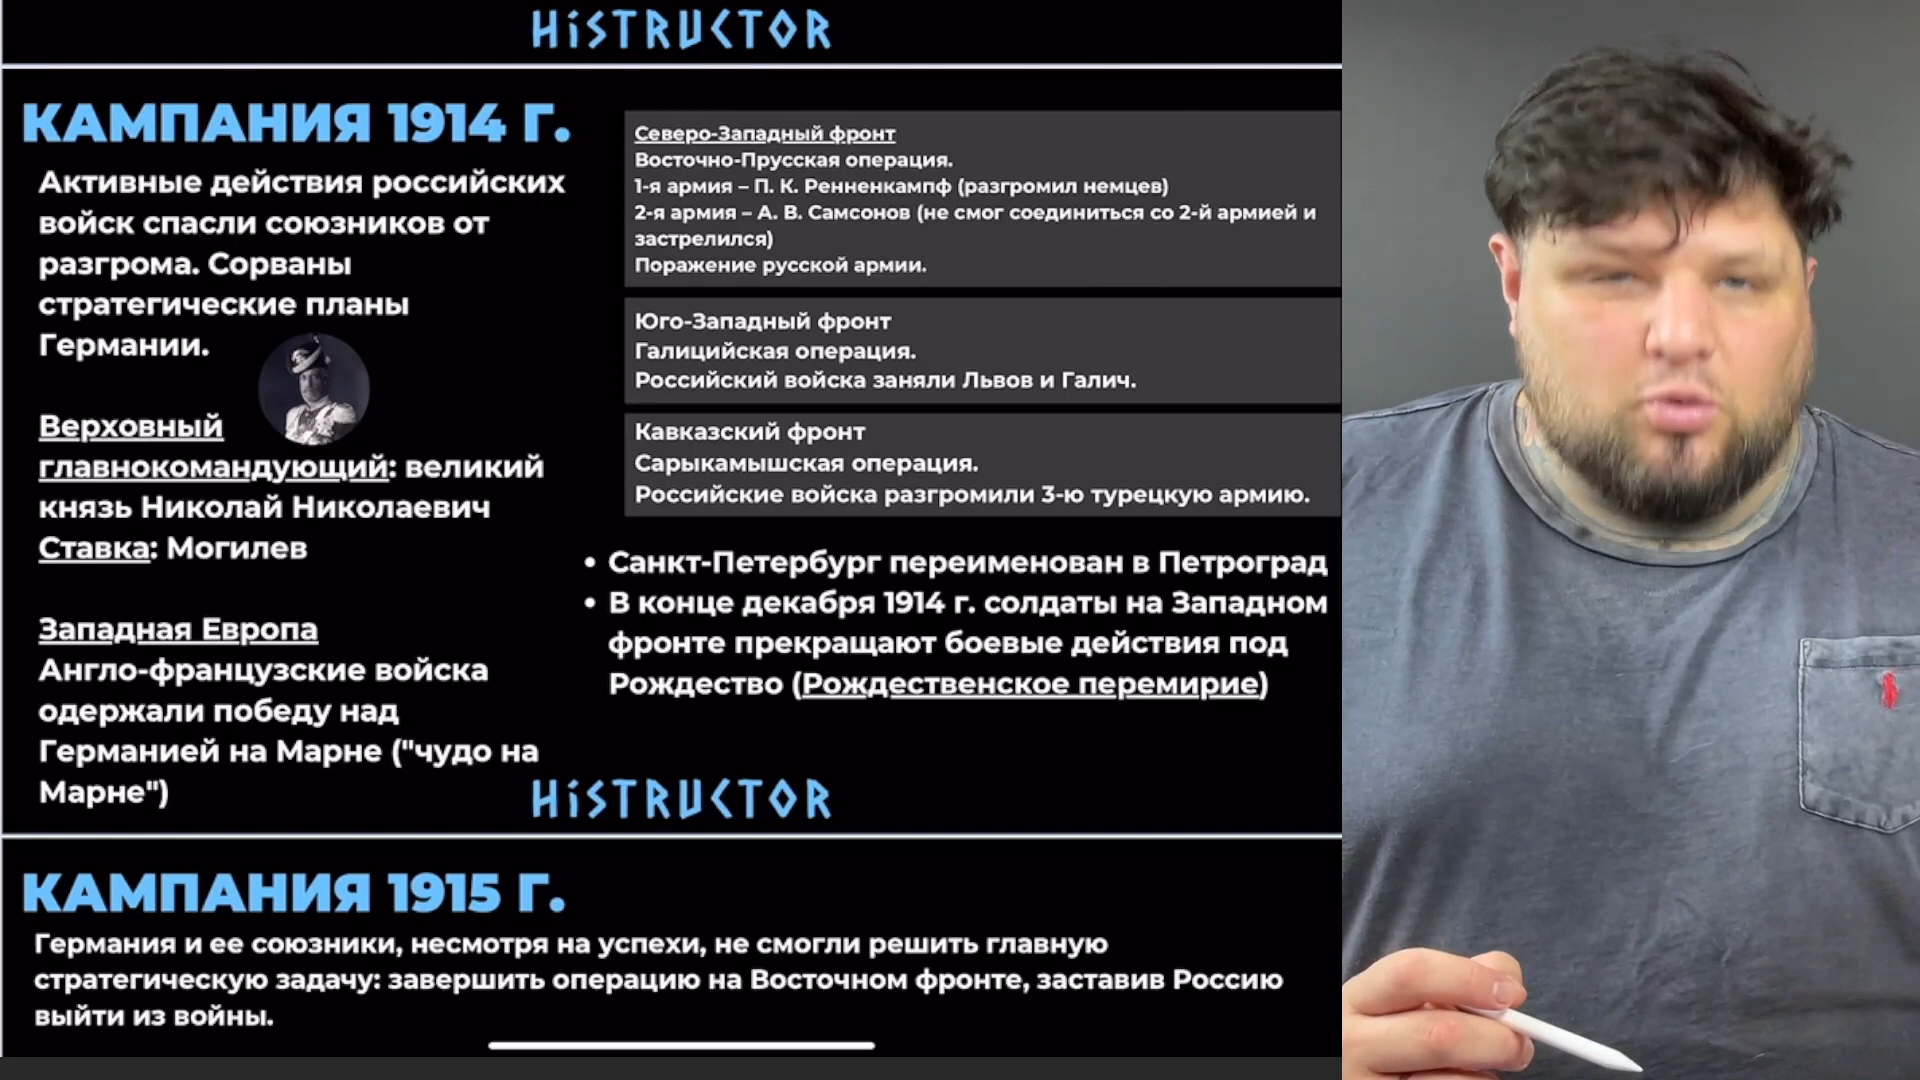 HiSTRUCTOR
КАМПАНИЯ 1914 Г.
Активные действия российских
войск спасли союзников от
разгрома. Сорваны
стратегические планы
Германии.
Верховный
главнокомандующий: великий
князь Николай Николаевич
Ставка: Могилев
Западная Европа
Англо-французские войска
одержали победу над
Германией на Марне ("чудо на
Марне")
Северо-Западный фронт
Восточно-Прусская операция.
1-я армия – П. К. Ренненкампф (разгромил немцев)
2-я армия – А. В. Самсонов (не смог соединиться со 2-й армией и
застрелился)
Поражение русской армии.
Юго-Западный фронт
Галицийская операция.
Российский войска заняли Львов и Галич.
Кавказский фронт
Сарыкамышская операция.
Российские войска разгромили 3-ю турецкую армию.
• Санкт-Петербург переименован в Петроград
• В конце декабря 1914 г. солдаты на Западном
фронте прекращают боевые действия под
Рождество (Рождественское перемирие)
HiSTRUCTOR
КАМПАНИЯ 1915 Г.
Германия и ее союзники, несмотря на успехи, не смогли решить главную
стратегическую задачу: завершить операцию на Восточном фронте, заставив Россию
выйти из войны.